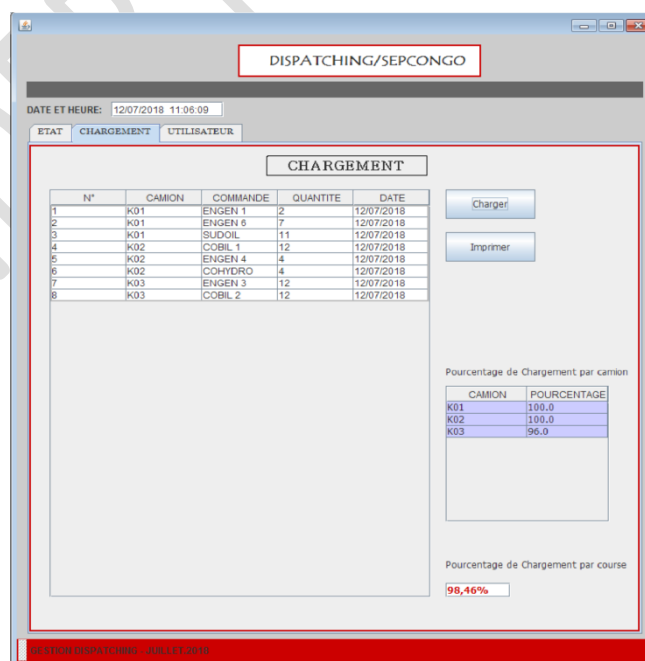 DISPATCHING/SEPCONGO
DATE ET HEURE: 12/07/2018 11:06:09
ETAT CHARGEMENT UTILISATEUR
CHARGEMENT
N° CAMION COMMANDE QUANTITE DATE
1 K01 ENGEN 1 2 12/07/2018
2 K01 ENGEN 6 7 12/07/2018
3 K01 SUDOIL 11 12/07/2018
4 K02 COBIL 1 12 12/07/2018
5 K02 ENGEN 4 4 12/07/2018
6 K02 COHYDRO 4 12/07/2018
7 K03 ENGEN 3 12 12/07/2018
8 K03 COBIL 2 12 12/07/2018
Charger
Imprimer
Pourcentage de Chargement par camion
CAMION POURCENTAGE
K01 100.0
K02 100.0
K03 96.0
Pourcentage de Chargement par course
98,46%
GESTION DISPATCHING - JUILLET,2018